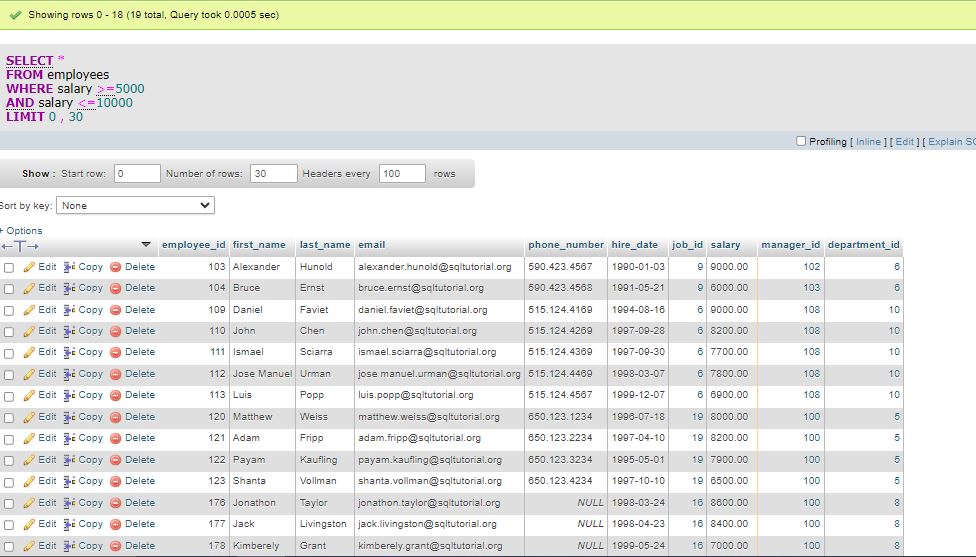 Showing rows 0 - 18 (19 total, Query took 0.0005 sec)
SELECT *
FROM employees
WHERE salary >=5000
AND salary <=10000
LIMIT 0 , 30
Profiling [ Inline ] [ Edit ] [ Explain SQ
Show : Start row: 0 Number of rows: 30 Headers every 100 rows
Sort by key: None
+ Options
←T→ employee_id first_name last_name email phone_number hire_date job_id salary manager_id department_id
Edit Copy Delete 103 Alexander Hunold alexander.hunold@sqltutorial.org 590.423.4567 1990-01-03 9 9000.00 102 6
Edit Copy Delete 104 Bruce Ernst bruce.ernst@sqltutorial.org 590.423.4568 1991-05-21 9 6000.00 103 6
Edit Copy Delete 109 Daniel Faviet daniel.faviet@sqltutorial.org 515.124.4169 1994-08-16 6 9000.00 108 10
Edit Copy Delete 110 John Chen john.chen@sqltutorial.org 515.124.4269 1997-09-28 6 8200.00 108 10
Edit Copy Delete 111 Ismael Sciarra ismael.sciarra@sqltutorial.org 515.124.4369 1997-09-30 6 7700.00 108 10
Edit Copy Delete 112 Jose Manuel Urman jose manuel.urman@sqltutorial.org 515.124.4469 1998-03-07 6 7800.00 108 10
Edit Copy Delete 113 Luis Popp luis.popp@sqltutorial.org 515.124.4567 1999-12-07 6 6900.00 108 10
Edit Copy Delete 120 Matthew Weiss matthew.weiss@sqltutorial.org 650.123.1234 1996-07-18 19 8000.00 100 5
Edit Copy Delete 121 Adam Fripp adam.fripp@sqltutorial.org 650.123.2234 1997-04-10 19 8200.00 100 5
Edit Copy Delete 122 Payam Kaufling payam.kaufling@sqltutorial.org 650.123.3234 1995-05-01 19 7900.00 100 5
Edit Copy Delete 123 Shanta Vollman shanta.vollman@sqltutorial.org 650.123.4234 1997-10-10 19 6500.00 100 5
Edit Copy Delete 176 Jonathon Taylor jonathon.taylor@sqltutorial.org NULL 1998-03-24 16 8600.00 100 8
Edit Copy Delete 177 Jack Livingston jack.livingston@sqltutorial.org NULL 1998-04-23 16 8400.00 100 8
Edit Copy Delete 178 Kimberely Grant kimberely.grant@sqltutorial.org NULL 1999-05-24 16 7000.00 100 8